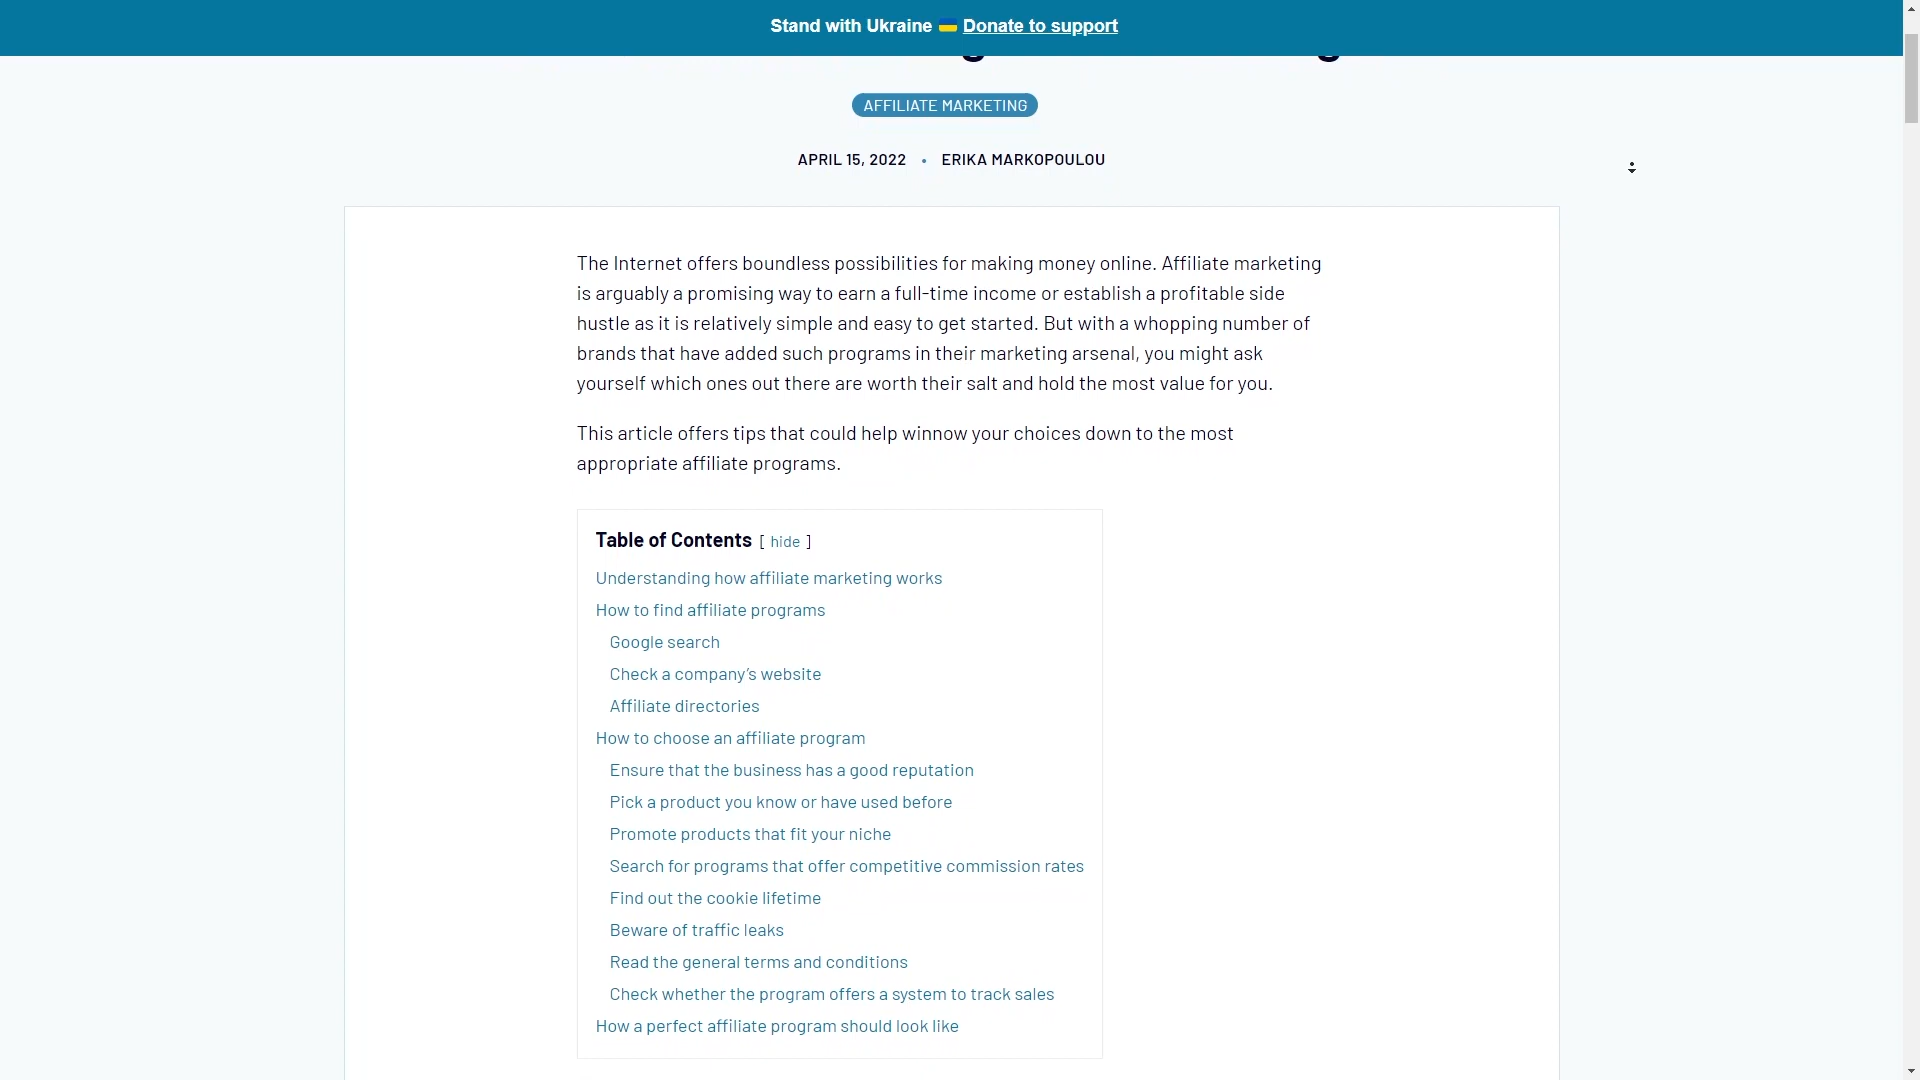 Stand with Ukraine 🇺🇦 Donate to support
AFFILIATE MARKETING
APRIL 15, 2022 • ERIKA MARKOPOULOU
The Internet offers boundless possibilities for making money online. Affiliate marketing
is arguably a promising way to earn a full-time income or establish a profitable side
hustle as it is relatively simple and easy to get started. But with a whopping number of
brands that have added such programs in their marketing arsenal, you might ask
yourself which ones out there are worth their salt and hold the most value for you.
This article offers tips that could help winnow your choices down to the most
appropriate affiliate programs.
Table of Contents [ hide ]
Understanding how affiliate marketing works
How to find affiliate programs
Google search
Check a company’s website
Affiliate directories
How to choose an affiliate program
Ensure that the business has a good reputation
Pick a product you know or have used before
Promote products that fit your niche
Search for programs that offer competitive commission rates
Find out the cookie lifetime
Beware of traffic leaks
Read the general terms and conditions
Check whether the program offers a system to track sales
How a perfect affiliate program should look like